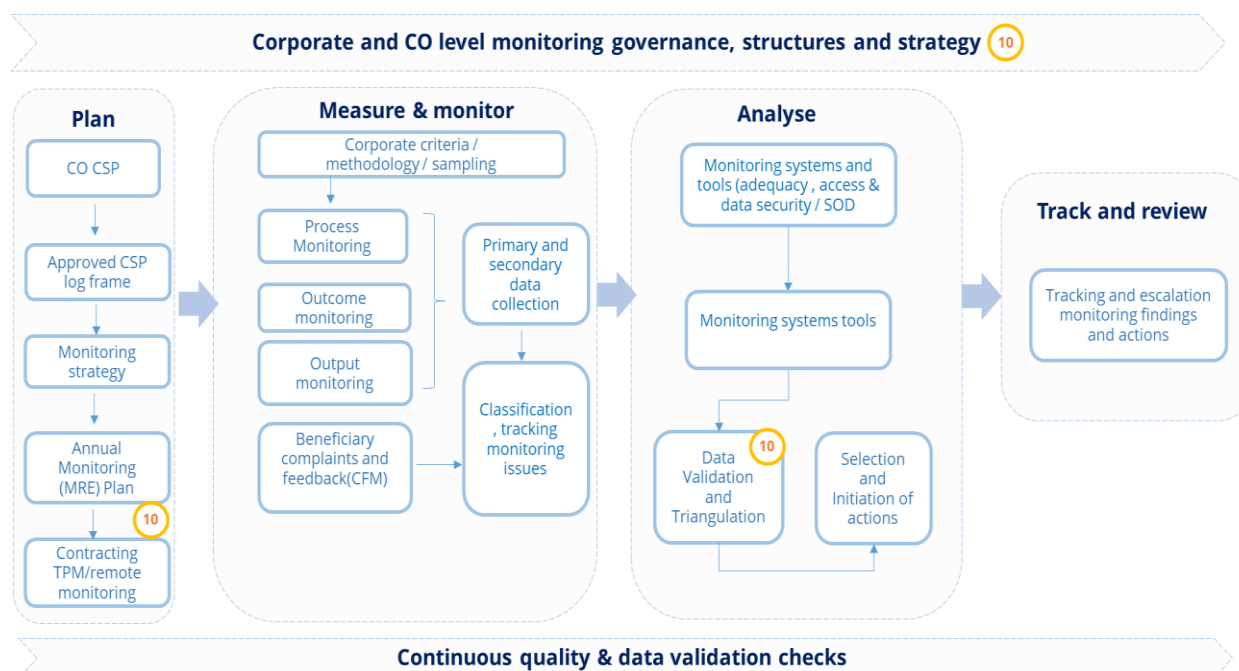 Corporate and CO level monitoring governance, structures and strategy 10
Plan
CO CSP
Approved CSP
log frame
Monitoring
strategy
Annual
Monitoring
(MRE) Plan
10
Contracting
TPM/remote
monitoring
Measure & monitor
Corporate criteria /
methodology / sampling
Process
Monitoring
Outcome
monitoring
Output
monitoring
Beneficiary
complaints and
feedback(CFM)
Primary and
secondary
data
collection
Classification
, tracking
monitoring
issues
Analyse
Monitoring systems and
tools (adequacy , access &
data security / SOD
Monitoring systems tools
10
Data
Validation
and
Triangulation
Selection
and
Initiation of
actions
Track and review
Tracking and escalation
monitoring findings
and actions
Continuous quality & data validation checks